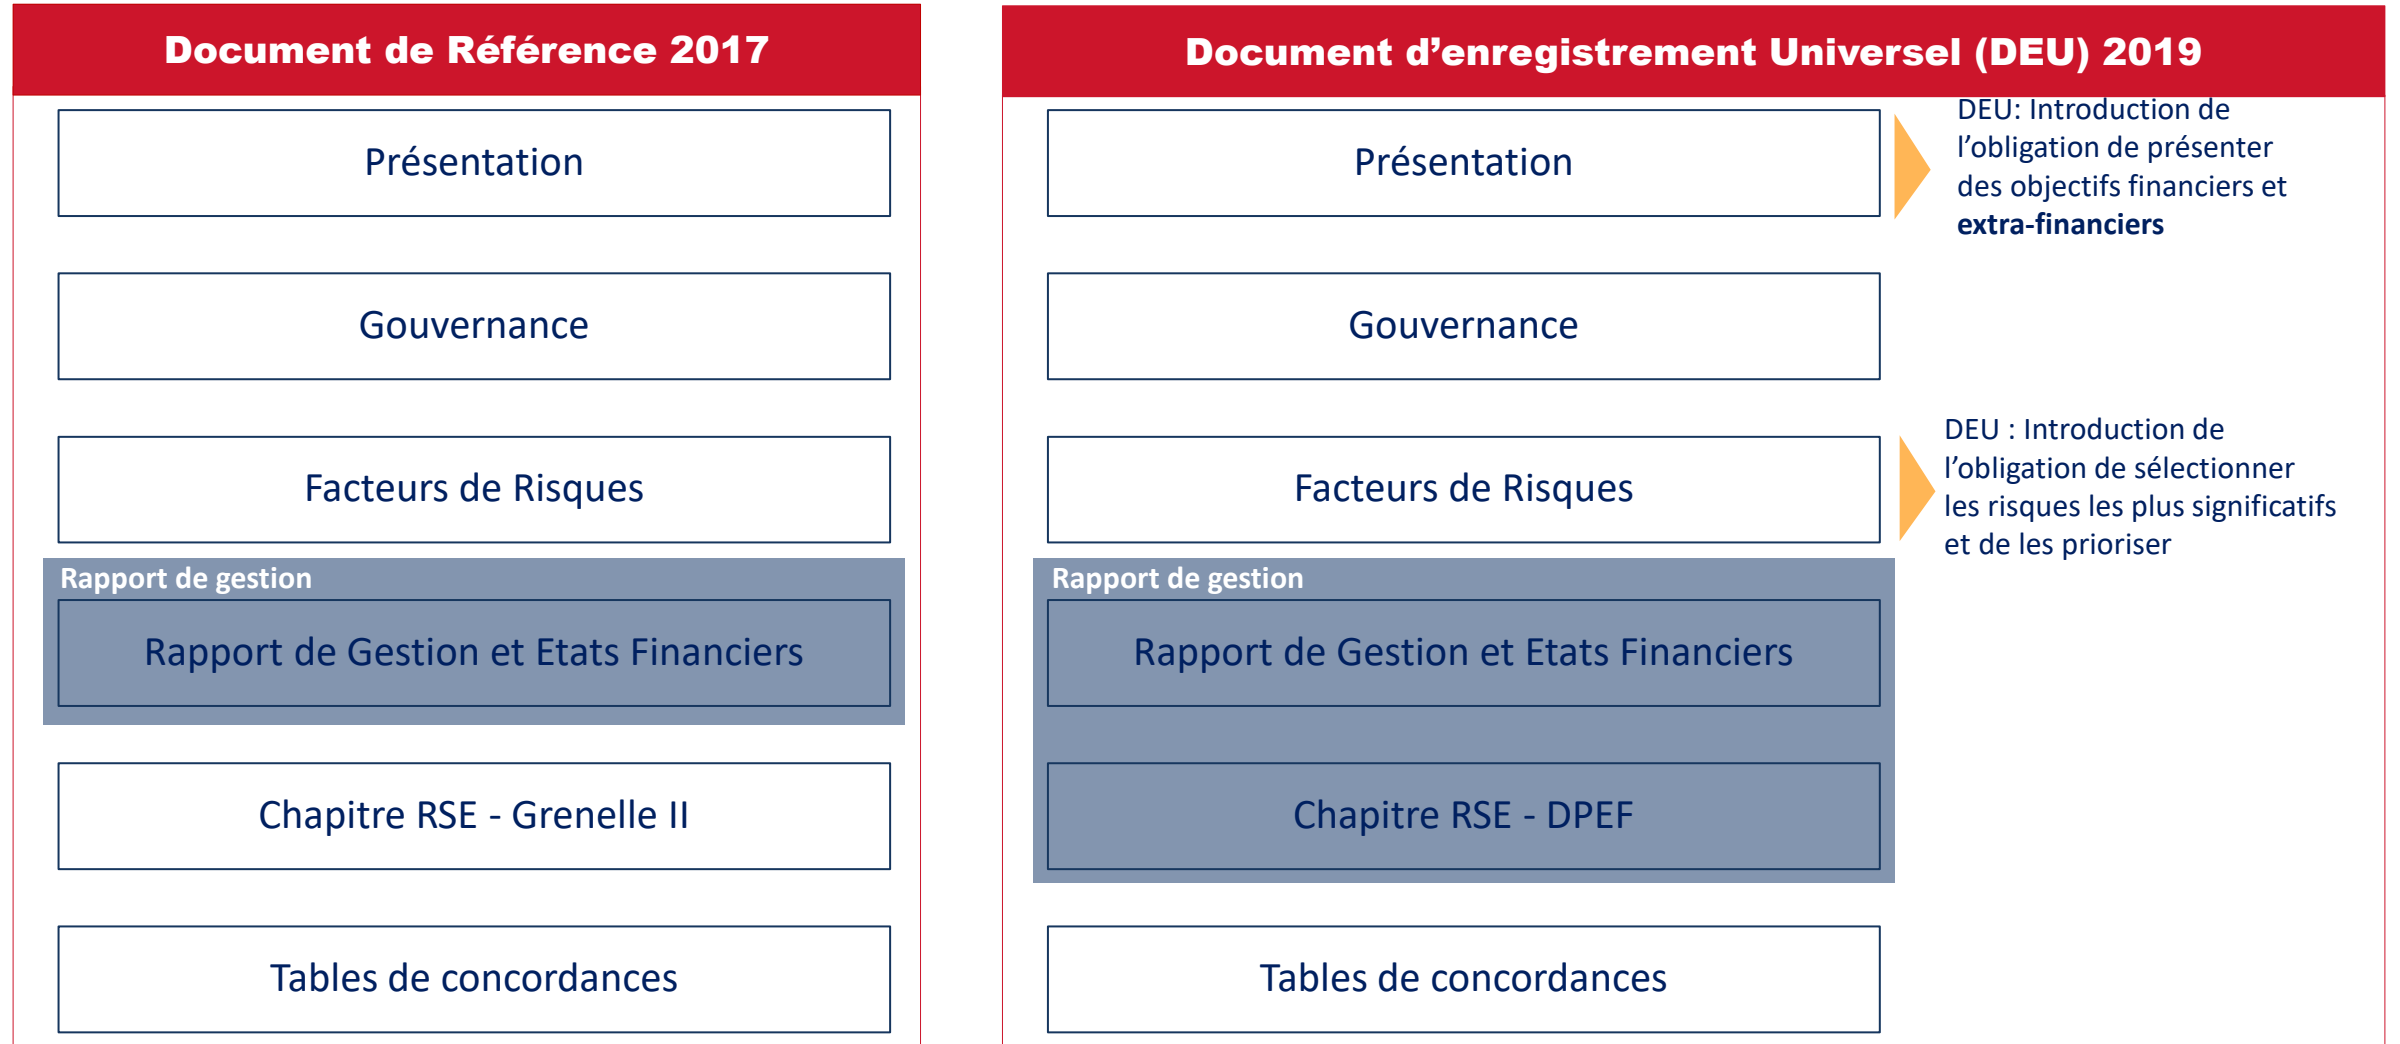 Document de Référence 2017
Présentation
Gouvernance
Facteurs de Risques
Rapport de gestion
Rapport de Gestion et Etats Financiers
Chapitre RSE - Grenelle II
Tables de concordances
Document d’enregistrement Universel (DEU) 2019
Présentation
DEU: Introduction de
l’obligation de présenter
des objectifs financiers et
extra-financiers
Gouvernance
Facteurs de Risques
DEU : Introduction de
l’obligation de sélectionner
les risques les plus significatifs
et de les prioriser
Rapport de gestion
Rapport de Gestion et Etats Financiers
Chapitre RSE - DPEF
Tables de concordances